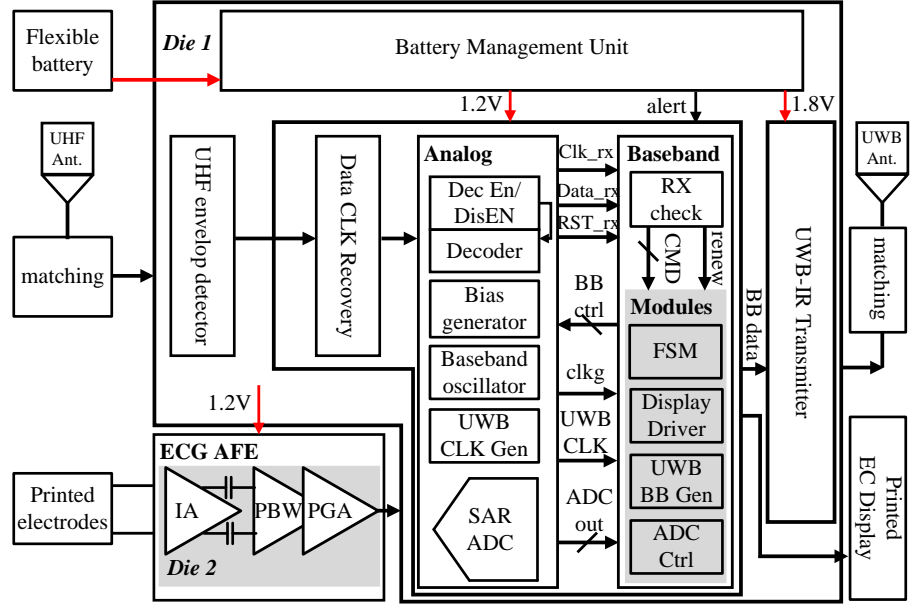 Flexible
battery
Die 1
Battery Management Unit
1.2V
alert
1.8V
UHF
Ant.
matching
UHF envelop detector
Data CLK Recovery
Analog
Dec En/
DisEN
Decoder
Bias
generator
Baseband
oscillator
UWB
CLK Gen
SAR
ADC
Clk_rx
Data_rx
RST_rx
BB
ctrl
clkg
UWB
CLK
ADC
out
Baseband
RX
check
CMD
renew
Modules
FSM
Display
Driver
UWB
BB Gen
ADC
Ctrl
BB data
UWB-IR Transmitter
UWB
Ant.
matching
Printed
EC Display
1.2V
ECG AFE
IA
PBW
PGA
Die 2
Printed
electrodes